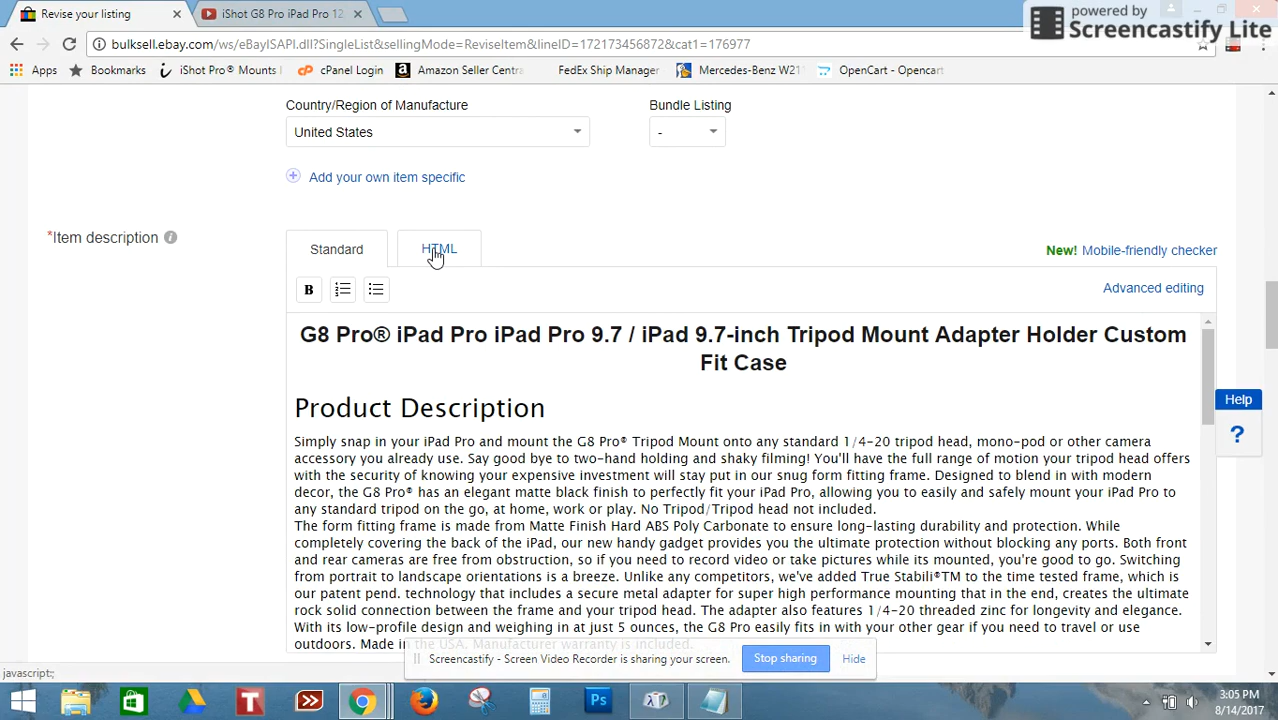 Revise your listing
iShot G8 Pro iPad Pro 12
powered by
Screencastify Lite
bulksell.ebay.com/ws/eBayISAPI.dll?SingleList&sellingMode=ReviseItem&lineID=172173456872&cat1=176977
Apps
Bookmarks
iShot Pro® Mounts
cPanel Login
Amazon Seller Centra
FedEx Ship Manager
Mercedes-Benz W21
OpenCart - Opencart
Country/Region of Manufacture
Bundle Listing
United States
-
Add your own item specific
*Item description
Standard
HTML
New! Mobile-friendly checker
B
Advanced editing
G8 Pro® iPad Pro iPad Pro 9.7 / iPad 9.7-inch Tripod Mount Adapter Holder Custom
Fit Case
Product Description
Simply snap in your iPad Pro and mount the G8 Pro® Tripod Mount onto any standard 1/4-20 tripod head, mono-pod or other camera
accessory you already use. Say good bye to two-hand holding and shaky filming! You'll have the full range of motion your tripod head offers
with the security of knowing your expensive investment will stay put in our snug form fitting frame. Designed to blend in with modern
decor, the G8 Pro® has an elegant matte black finish to perfectly fit your iPad Pro, allowing you to easily and safely mount your iPad Pro to
any standard tripod on the go, at home, work or play. No Tripod/Tripod head not included.
The form fitting frame is made from Matte Finish Hard ABS Poly Carbonate to ensure long-lasting durability and protection. While
completely covering the back of the iPad, our new handy gadget provides you the ultimate protection without blocking any ports. Both front
and rear cameras are free from obstruction, so if you need to record video or take pictures while its mounted, you're good to go. Switching
from portrait to landscape orientations is a breeze. Unlike any competitors, we've added True Stabili®TM to the time tested frame, which is
our patent pend. technology that includes a secure metal adapter for super high performance mounting that in the end, creates the ultimate
rock solid connection between the frame and your tripod head. The adapter also features 1/4-20 threaded zinc for longevity and elegance.
With its low-profile design and weighing in at just 5 ounces, the G8 Pro easily fits in with your other gear if you need to travel or use
outdoors. Made in the USA. Manufacturer warranty is included.
Help
?
Screencastify - Screen Video Recorder is sharing your screen.
Stop sharing
Hide
javascript:;
Ps
3:05 PM
8/14/2017